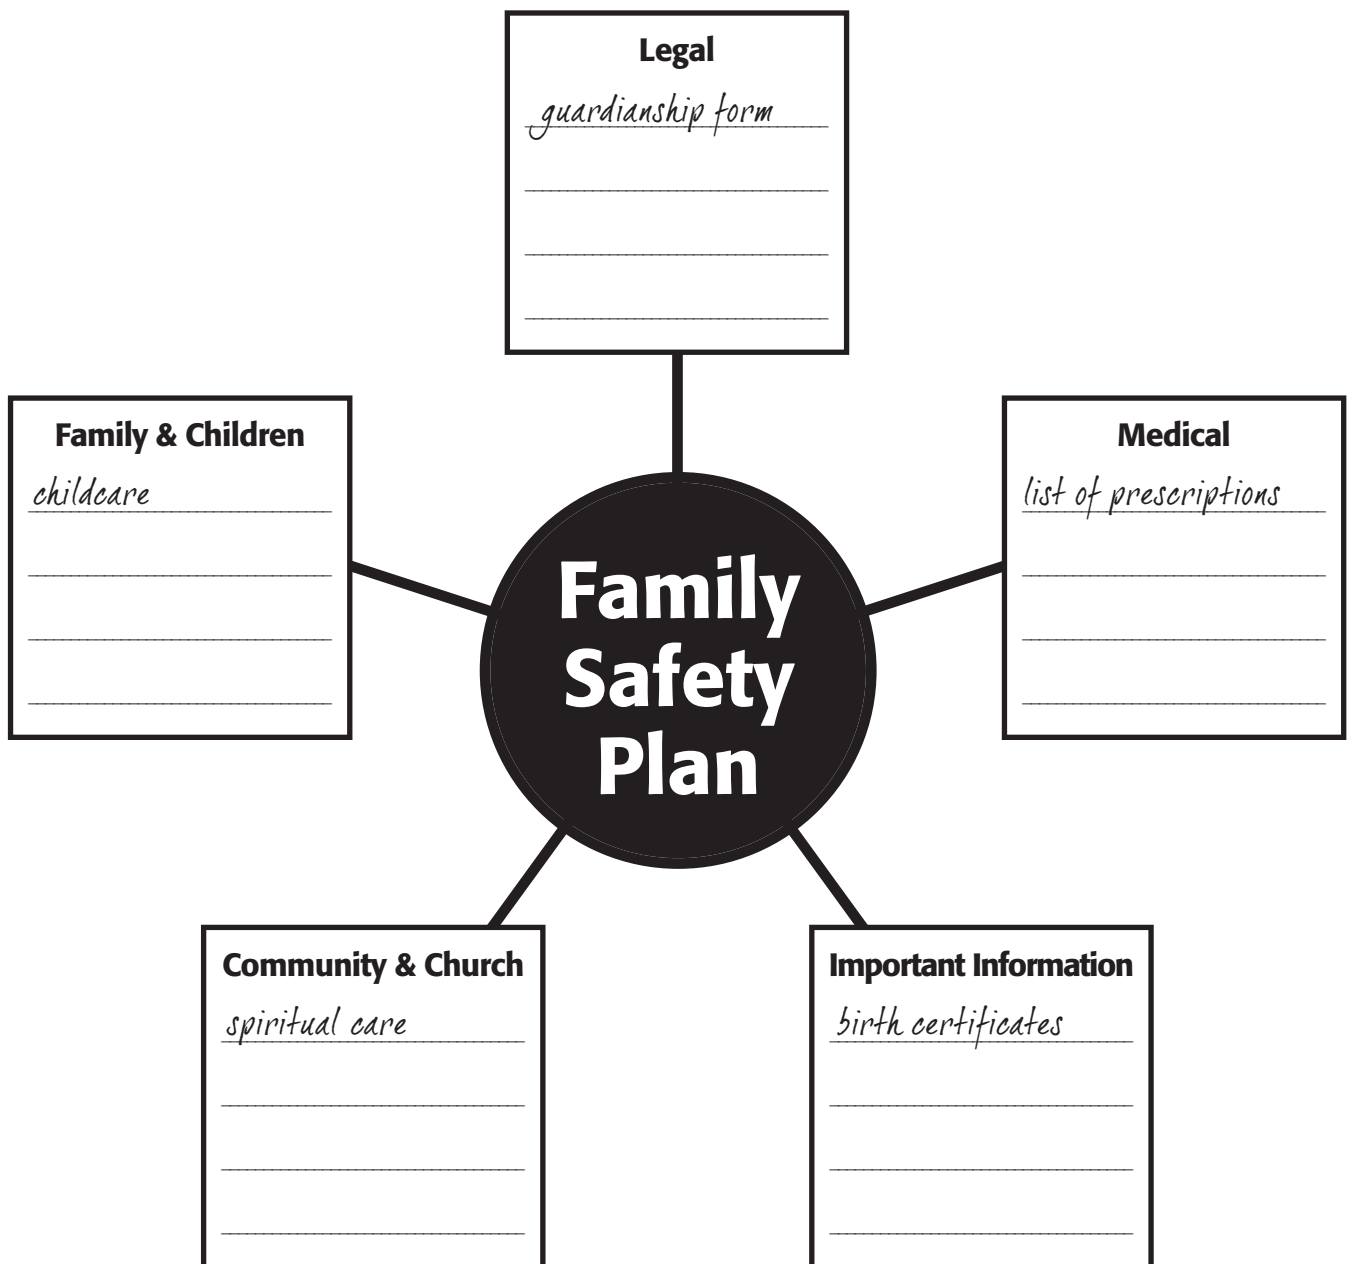 Legal
guardianship form
Family & Children
childcare
Medical
list of prescriptions
Family
Safety
Plan
Community & Church
spiritual care
Important Information
birth certificates